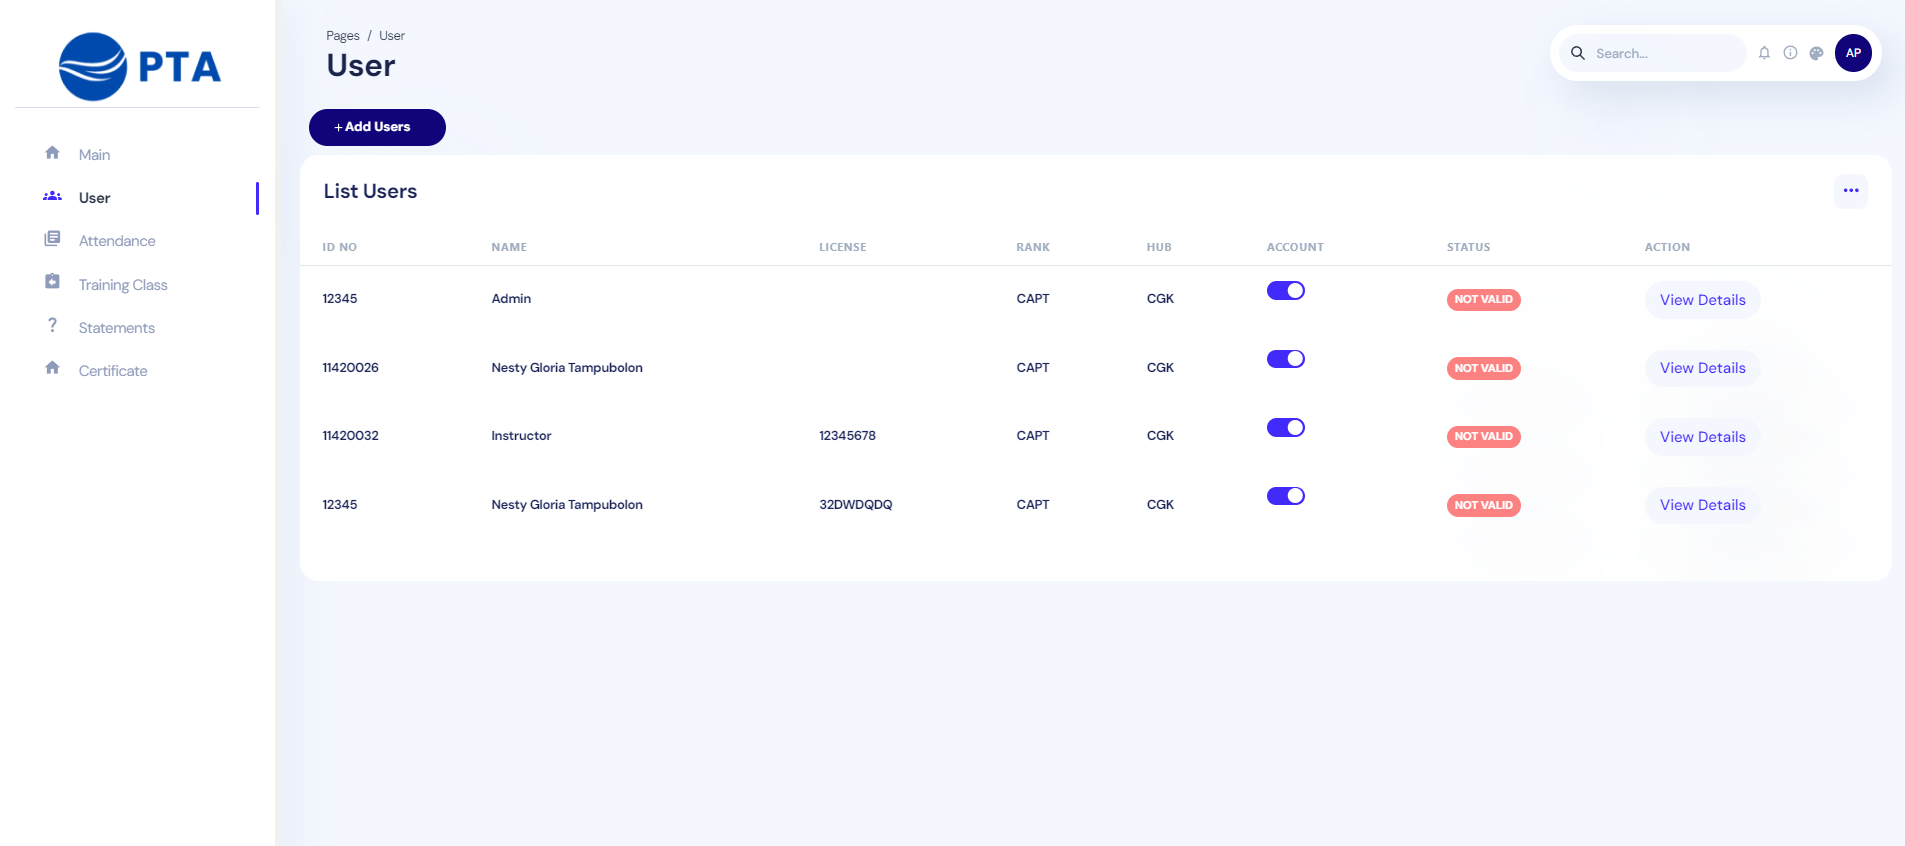 PTA
Main
User
Attendance
Training Class
? Statements
Certificate
Pages / User
User
Search...
AP
+ Add Users
List Users
ID NO NAME LICENSE RANK HUB ACCOUNT STATUS ACTION
12345 Admin CAPT CGK NOT VALID View Details
11420026 Nesty Gloria Tampubolon CAPT CGK NOT VALID View Details
11420032 Instructor 12345678 CAPT CGK NOT VALID View Details
12345 Nesty Gloria Tampubolon 32DWDQDQ CAPT CGK NOT VALID View Details